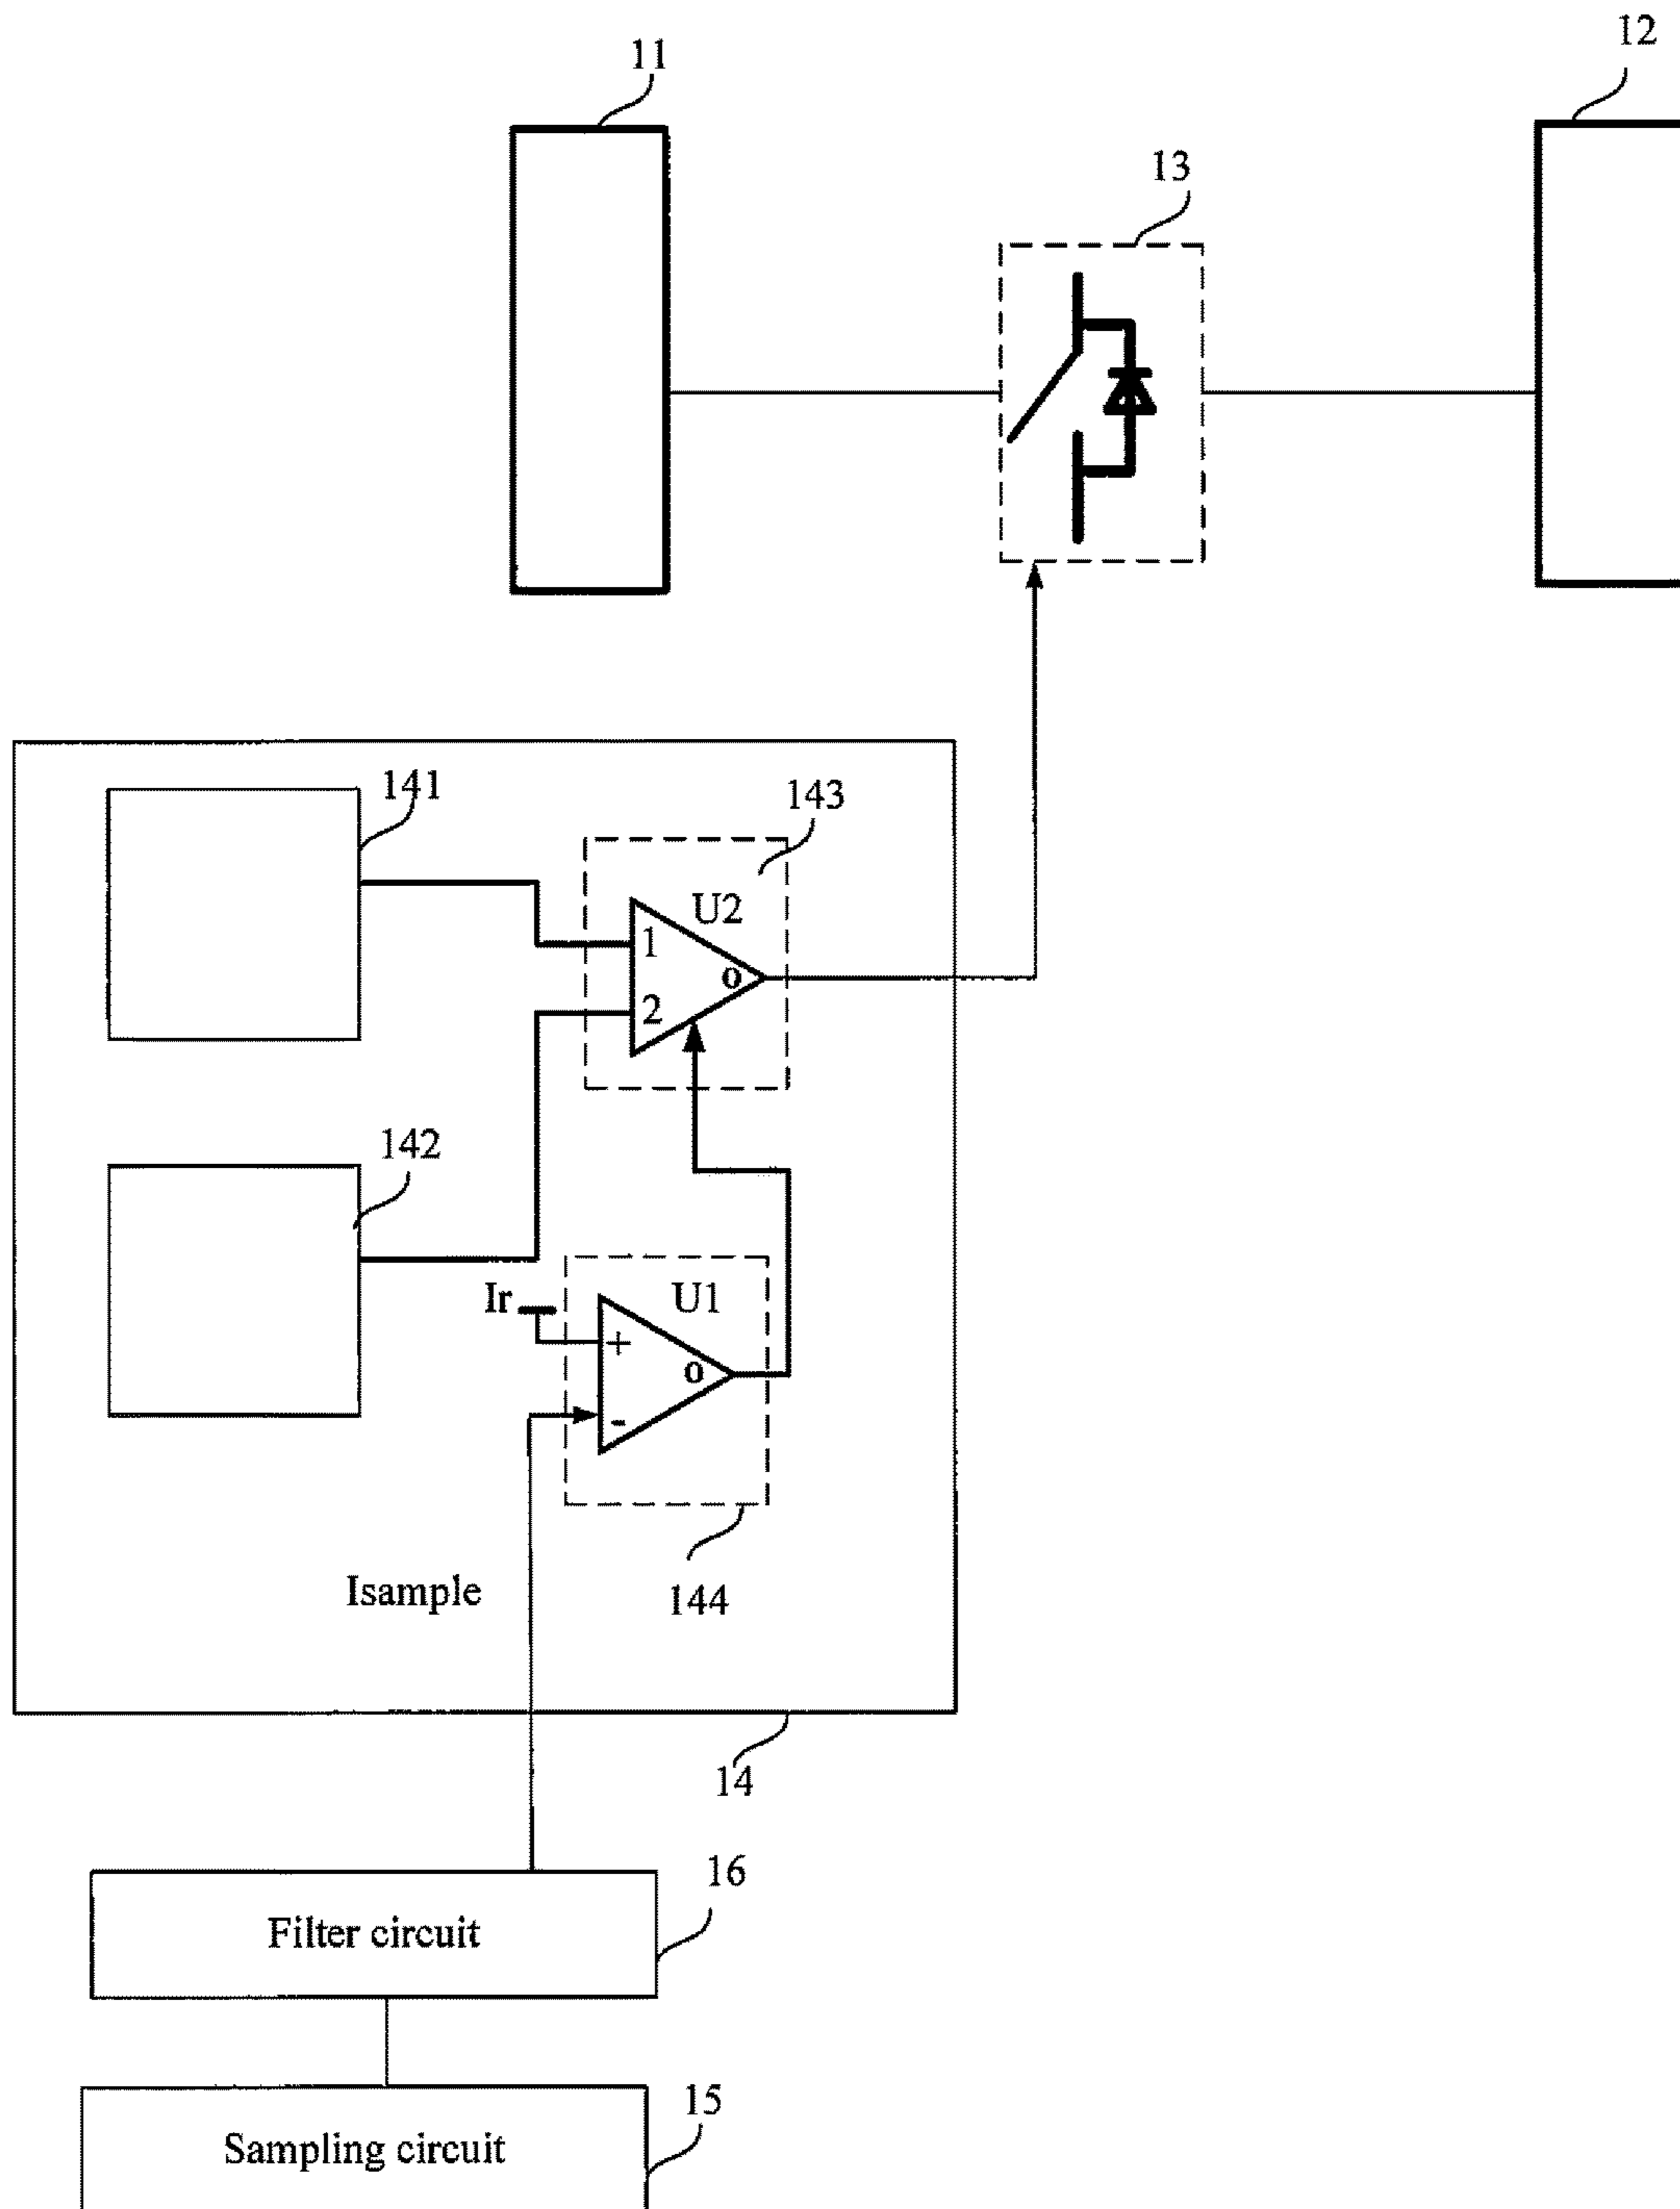 11
12
13
141
143
U2
1
o
2
142
Ir
U1
+
o
-
Isample
144
14
16
Filter circuit
15
Sampling circuit